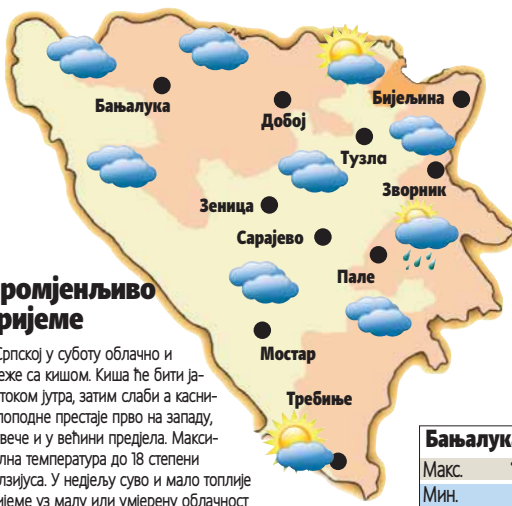 Бањалука
Добој
Бијељина
Тузла
Зворник
Зеница
Сарајево
Пале
Мостар
Требиње
ромјенљиво
ријеме
Српској у суботу облачно и
еже са кишом. Киша ће бити ја-
током јутра, затим слаби а касни-
поподне престаје прво на западу,
вече и у већини предјела. Макси-
лна температура до 18 степени
лзијуса. У недјељу суво и мало топлије
ријеме уз малу или умјерену облачност
Бањалука
Макс.
Мин.